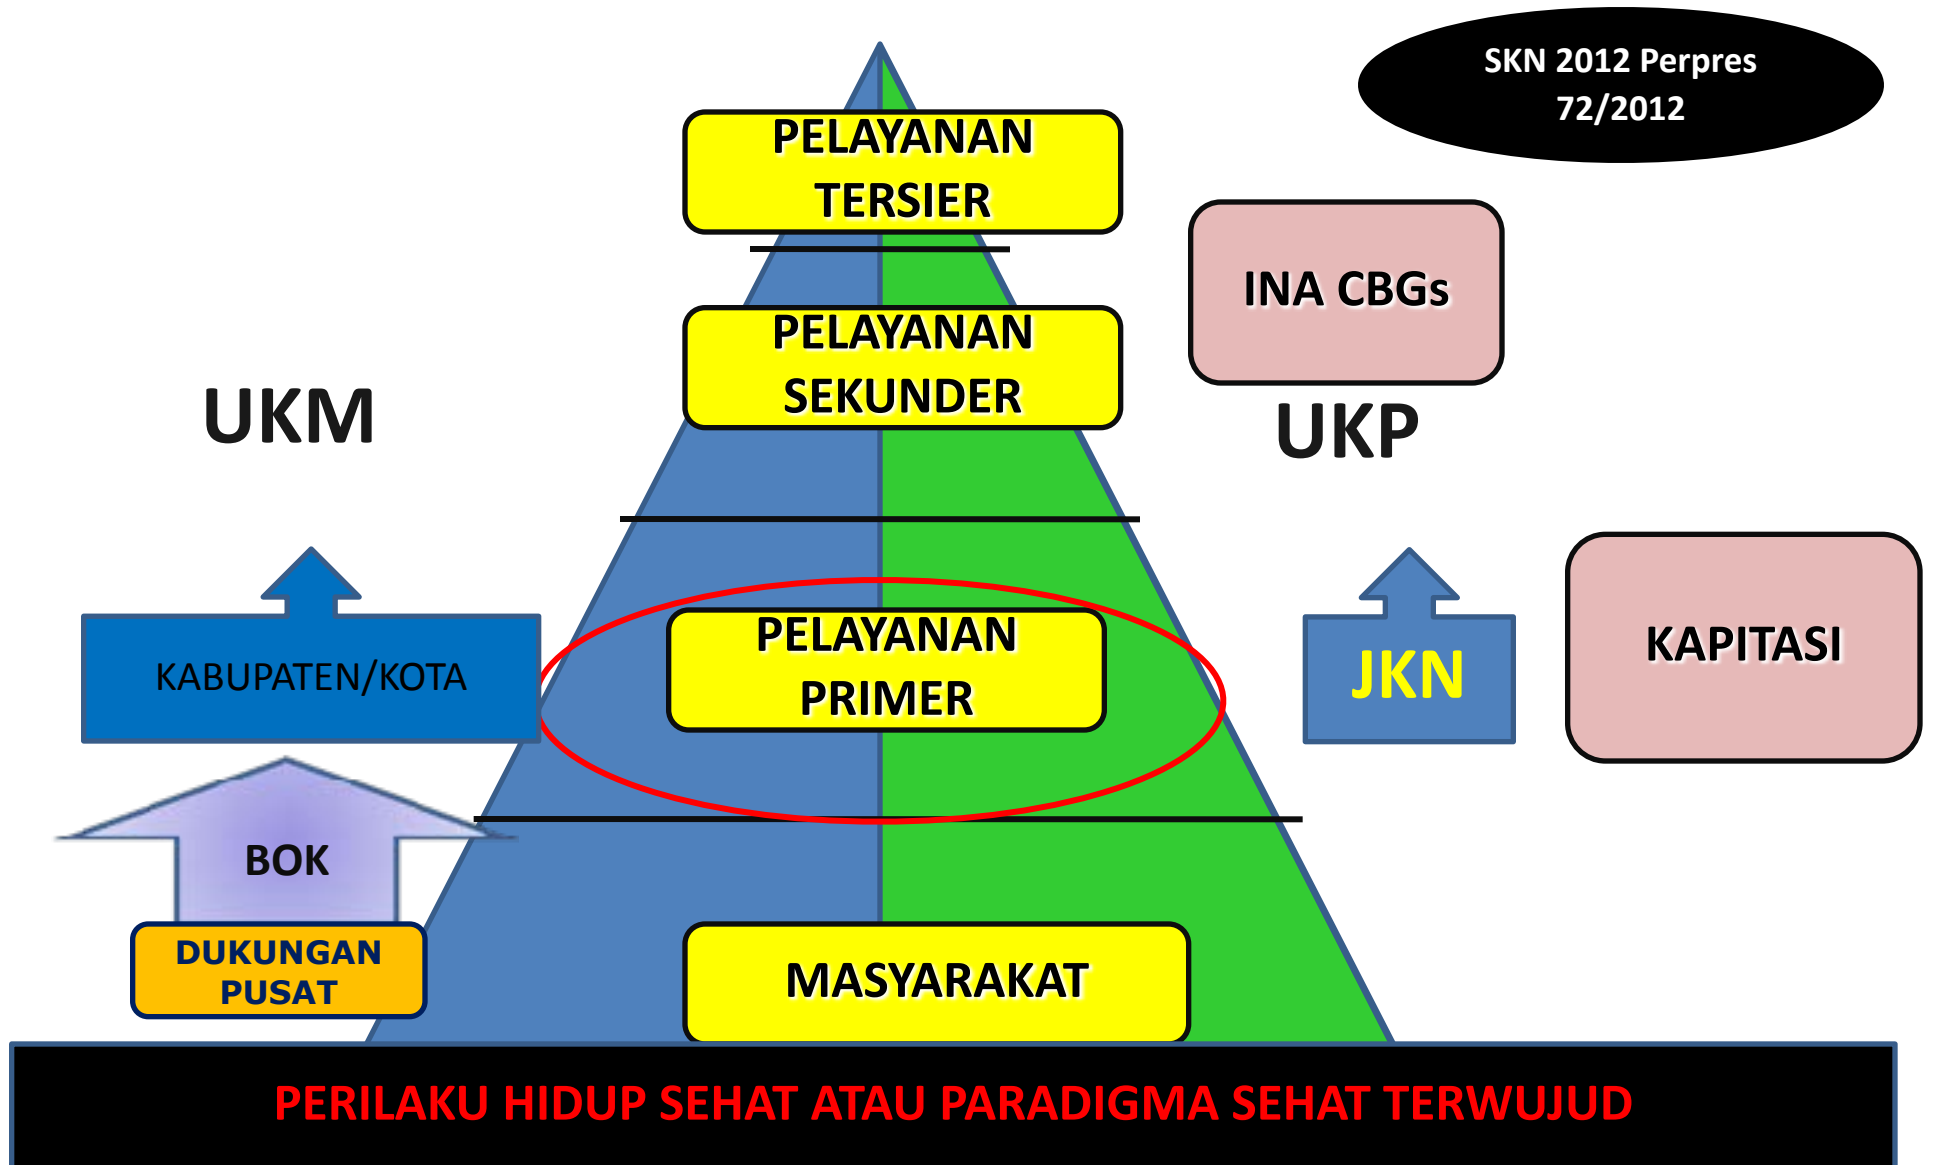 SKN 2012 Perpres
72/2012
PELAYANAN
TERSIER
INA CBGs
PELAYANAN
SEKUNDER
UKM
UKP
PELAYANAN
PRIMER
KABUPATEN/KOTA
JKN
KAPITASI
BOK
DUKUNGAN
PUSAT
MASYARAKAT
PERILAKU HIDUP SEHAT ATAU PARADIGMA SEHAT TERWUJUD